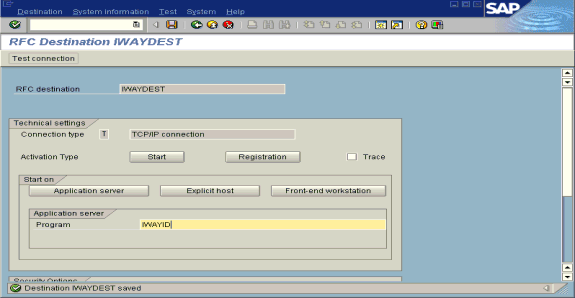 Destination System information Test System Help
SAP
RFC Destination IWAYDEST
Test connection
RFC destination IWAYDEST
Technical settings
Connection type T TCP/IP connection
Activation Type Start Registration Trace
Start on
Application server Explicit host Front-end workstation
Application server
Program IWAYID
Security Options
Destination IWAYDEST saved